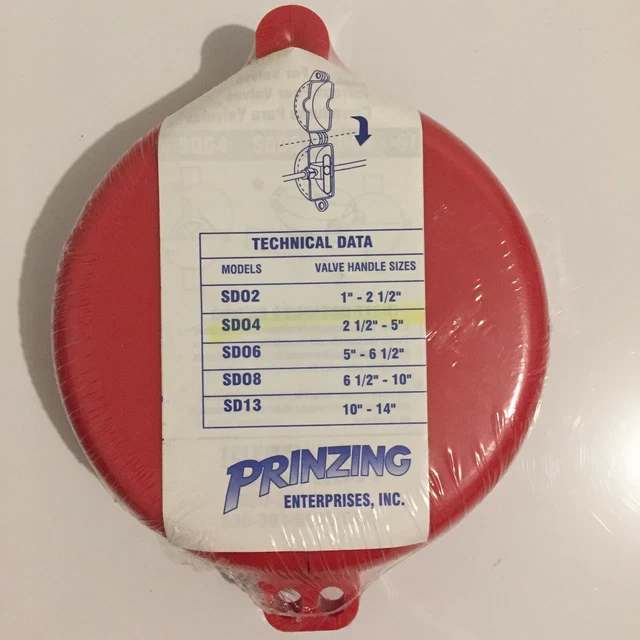 TECHNICAL DATA
MODELS VALVE HANDLE SIZES
SD02 1" - 2 1/2"
SD04 2 1/2" - 5"
SD06 5" - 6 1/2"
SD08 6 1/2" - 10"
SD13 10" - 14"
PRINZING
ENTERPRISES, INC.